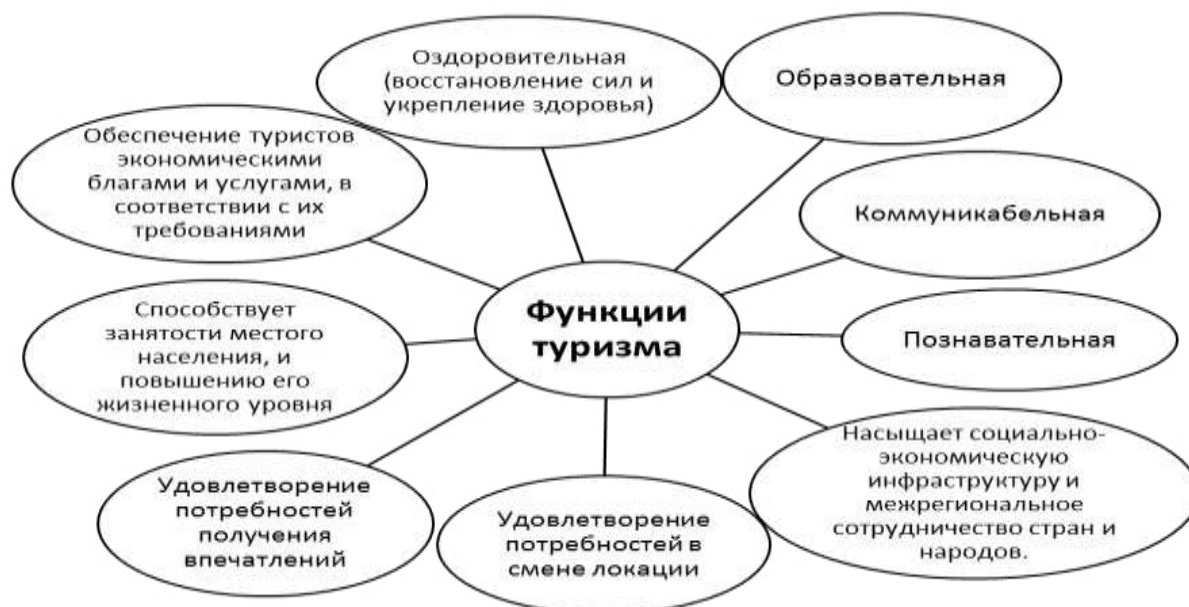 Оздоровительная
(восстановление сил и
укрепление здоровья)
Образовательная
Обеспечение туристов
экономическими
благами и услугами, в
соответствии с их
требованиями
Коммуникабельная
Функции
туризма
Способствует
занятости местого
населения, и
повышению его
жизненного уровня
Познавательная
Насыщает социально-
экономическую
инфраструктуру и
межрегиональное
сотрудничество стран и
народов.
Удовлетворение
потребностей
получения
впечатлений
Удовлетворение
потребностей в
смене локации